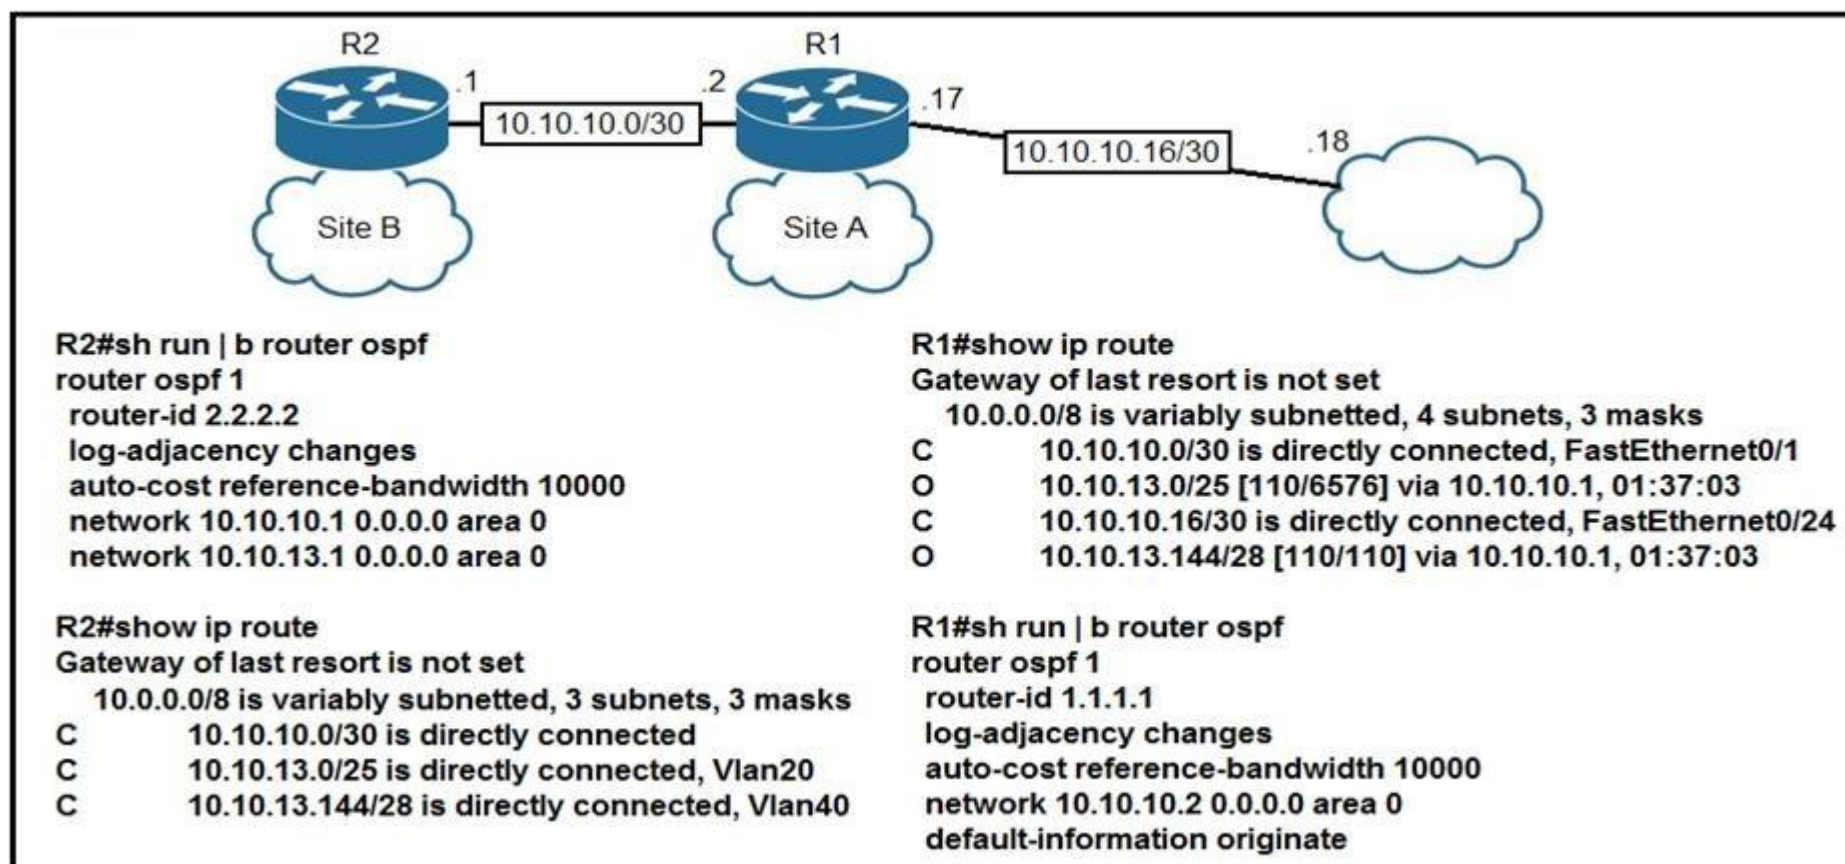 R2
R1
.1
.2
.17
10.10.10.0/30
10.10.10.16/30
.18
Site B
Site A
R2#sh run | b router ospf
router ospf 1
router-id 2.2.2.2
log-adjacency changes
auto-cost reference-bandwidth 10000
network 10.10.10.1 0.0.0.0 area 0
network 10.10.13.1 0.0.0.0 area 0
R2#show ip route
Gateway of last resort is not set
10.0.0.0/8 is variably subnetted, 3 subnets, 3 masks
C 10.10.10.0/30 is directly connected
C 10.10.13.0/25 is directly connected, Vlan20
C 10.10.13.144/28 is directly connected, Vlan40
R1#show ip route
Gateway of last resort is not set
10.0.0.0/8 is variably subnetted, 4 subnets, 3 masks
C 10.10.10.0/30 is directly connected, FastEthernet0/1
O 10.10.13.0/25 [110/6576] via 10.10.10.1, 01:37:03
C 10.10.10.16/30 is directly connected, FastEthernet0/24
O 10.10.13.144/28 [110/110] via 10.10.10.1, 01:37:03
R1#sh run | b router ospf
router ospf 1
router-id 1.1.1.1
log-adjacency changes
auto-cost reference-bandwidth 10000
network 10.10.10.2 0.0.0.0 area 0
default-information originate